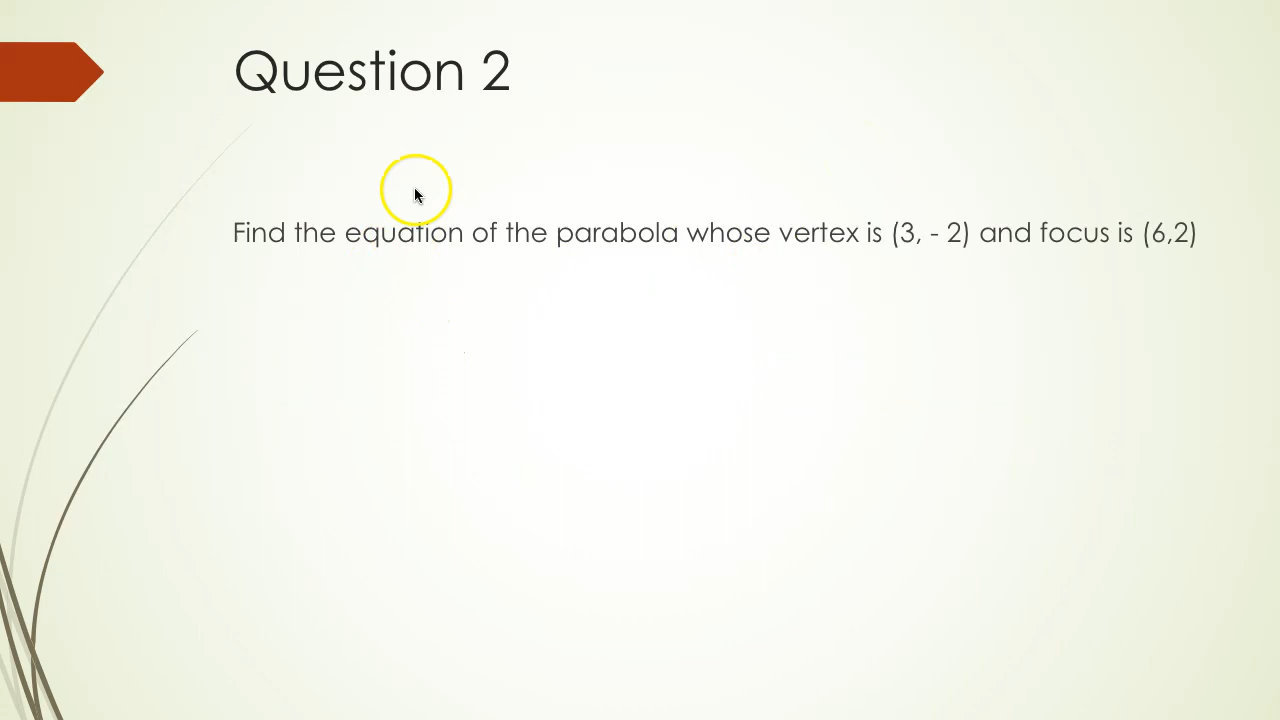 Question 2
Find the equation of the parabola whose vertex is (3, - 2) and focus is (6,2)